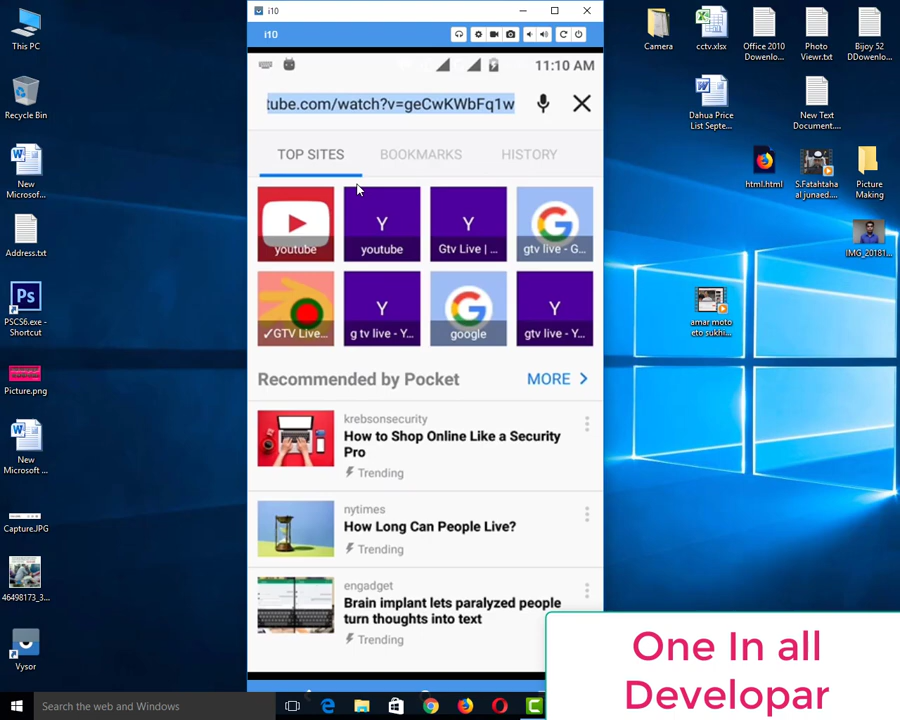 i10
i10
11:10 AM
tube.com/watch?v=geCwKWbFq1w
TOP SITES BOOKMARKS HISTORY
youtube
Y
youtube
Y
Gtv Live | ...
gtv live - G...
✓GTV Live...
Y
g tv live - Y...
google
Y
gtv live - Y...
Recommended by Pocket
MORE
krebsonsecurity
How to Shop Online Like a Security
Pro
Trending
nytimes
How Long Can People Live?
Trending
engadget
Brain implant lets paralyzed people
turn thoughts into text
Trending
This PC
Recycle Bin
New
Microsof...
Address.txt
Ps
PSCS6.exe -
Shortcut
Picture.png
New
Microsoft ...
Capture.JPG
46498173_3...
Vysor
Camera
cctv.xlsx
Office 2010
Dowenlo...
Photo
Viewr.txt
Bijoy 52
DDowenlo...
Dahua Price
List Septe...
New Text
Document....
html.html
S.Fatahtaha
al junaed....
Picture
Making
IMG_20181...
amar moto
eto sukhi...
One In all
Developar
Search the web and Windows